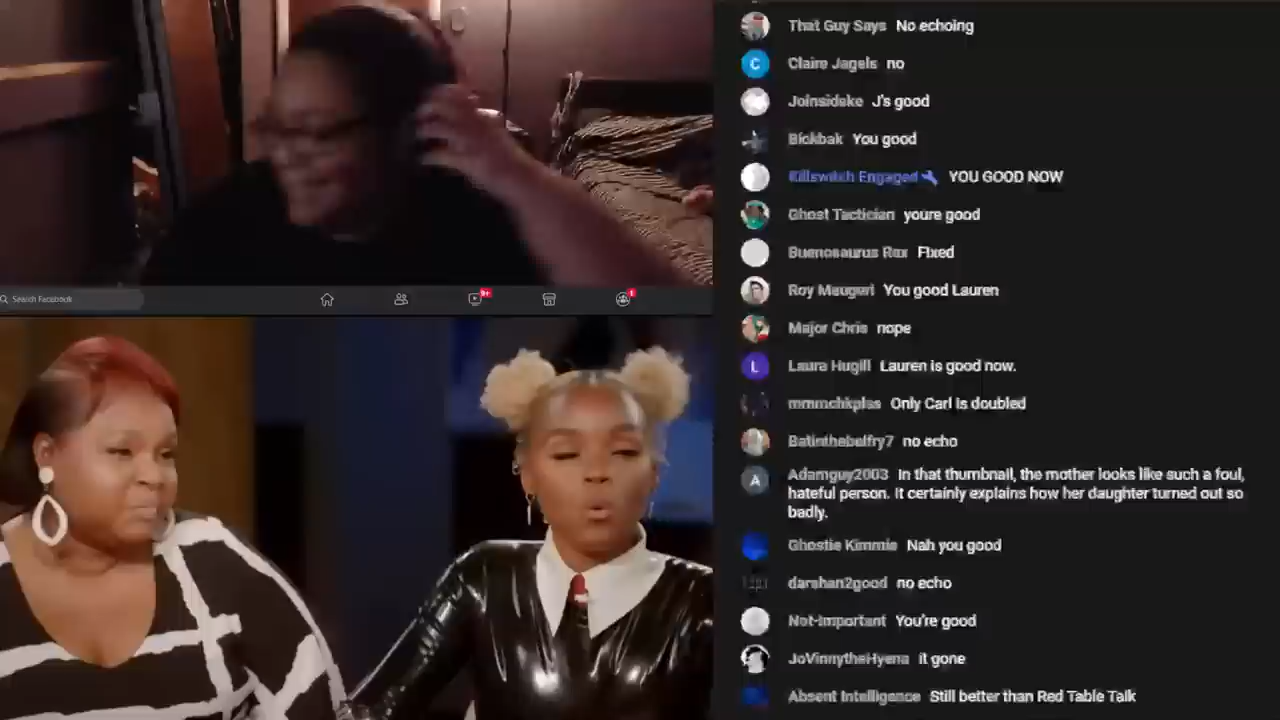 That Guy Says No echoing
Claire Jagels no
Joinsideke J's good
Bickbak You good
Killswitch Engaged YOU GOOD NOW
Ghost Tactician youre good
Buenosaurus Rex Fixed
Search Facebook
9+
1
Roy Maugeri You good Lauren
Major Chris nope
L
Laura Hugill Lauren is good now.
mmmchkplss Only Carl is doubled
Batinthebelfry7 no echo
A
Adamguy2003 In that thumbnail, the mother looks like such a foul,
hateful person. It certainly explains how her daughter turned out so
badly.
Ghostie Kimmie Nah you good
darshan2good no echo
Not-Important You're good
JoVinnytheHyena it gone
Absent Intelligence Still better than Red Table Talk
C